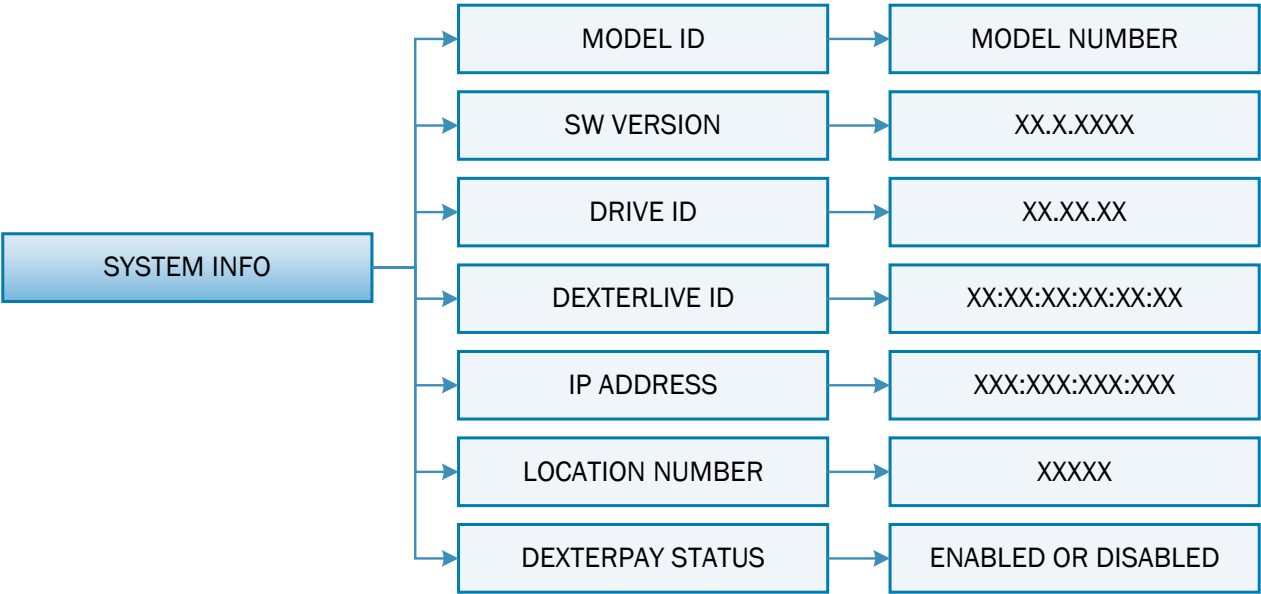 MODEL ID
MODEL NUMBER
SW VERSION
XX.X.XXXX
DRIVE ID
XX.XX.XX
SYSTEM INFO
DEXTERLIVE ID
XX:XX:XX:XX:XX:XX
IP ADDRESS
XXX:XXX:XXX:XXX
LOCATION NUMBER
XXXXX
DEXTERPAY STATUS
ENABLED OR DISABLED